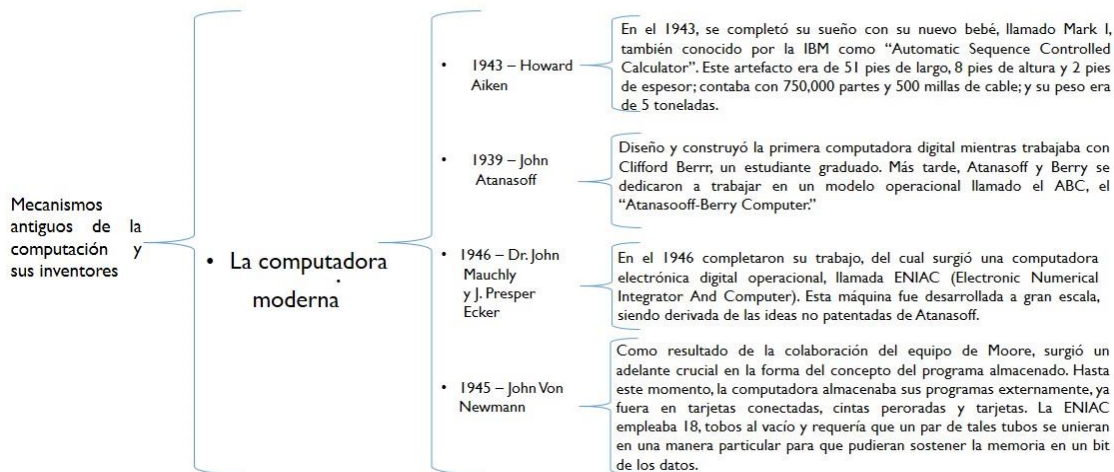 Mecanismos
antiguos de la
computación y
sus inventores
• La computadora
moderna
• 1943 – Howard
Aiken
En el 1943, se completó su sueño con su nuevo bebé, llamado Mark I,
también conocido por la IBM como “Automatic Sequence Controlled
Calculator”. Este artefacto era de 51 pies de largo, 8 pies de altura y 2 pies
de espesor; contaba con 750,000 partes y 500 millas de cable; y su peso era
de 5 toneladas.
• 1939 – John
Atanasoff
Diseño y construyó la primera computadora digital mientras trabajaba con
Clifford Berrr, un estudiante graduado. Más tarde, Atanasoff y Berry se
dedicaron a trabajar en un modelo operacional llamado el ABC, el
“Atanasooff-Berry Computer.”
• 1946 – Dr. John
Mauchly
y J. Presper
Ecker
En el 1946 completaron su trabajo, del cual surgió una computadora
electrónica digital operacional, llamada ENIAC (Electronic Numerical
Integrator And Computer). Esta máquina fue desarrollada a gran escala,
siendo derivada de las ideas no patentadas de Atanasoff.
• 1945 – John Von
Newmann
Como resultado de la colaboración del equipo de Moore, surgió un
adelante crucial en la forma del concepto del programa almacenado. Hasta
este momento, la computadora almacenaba sus programas externamente, ya
fuera en tarjetas conectadas, cintas peroradas y tarjetas. La ENIAC
empleaba 18, tobos al vacío y requería que un par de tales tubos se unieran
en una manera particular para que pudieran sostener la memoria en un bit
de los datos.